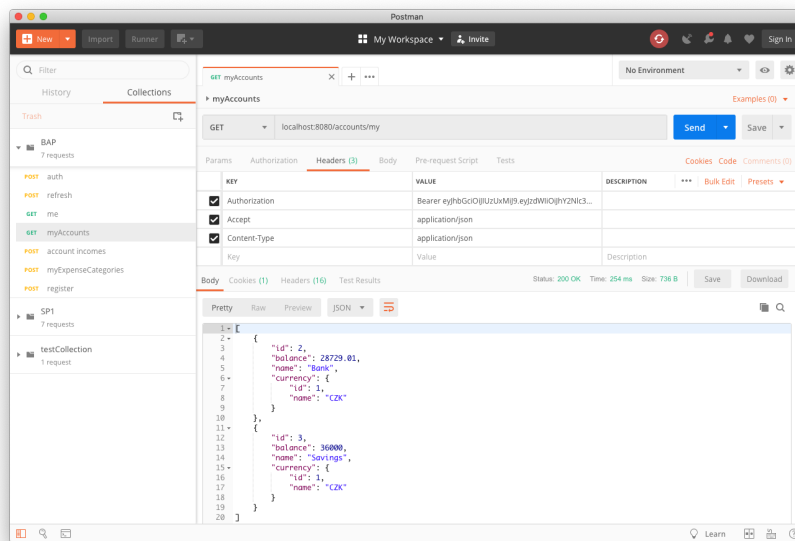 Postman
New Import Runner My Workspace Invite Sign In
Filter
History Collections
Trash
BAP
7 requests
POST auth
POST refresh
GET me
GET myAccounts
POST account incomes
POST myExpenseCategories
POST register
SP1
7 requests
testCollection
1 request
GET myAccounts
No Environment
myAccounts
Examples (0)
GET localhost:8080/accounts/my Send Save
Params Authorization Headers (3) Body Pre-request Script Tests Cookies Code Comments (0)
KEY VALUE DESCRIPTION Bulk Edit Presets
Authorization
Accept application/json
Content-Type application/json
Key Value Description
Body Cookies (1) Headers (16) Test Results Status: 200 OK Time: 254 ms Size: 736 B Save Download
Pretty Raw Preview JSON
1 [
2 {
3 "id": 2,
4 "balance": 28729.01,
5 "name": "Bank",
6 "currency": {
7 "id": 1,
8 "name": "CZK"
9 }
10 },
11 {
12 "id": 3,
13 "balance": 36000,
14 "name": "Savings",
15 "currency": {
16 "id": 1,
17 "name": "CZK"
18 }
19 }
20 ]
Learn